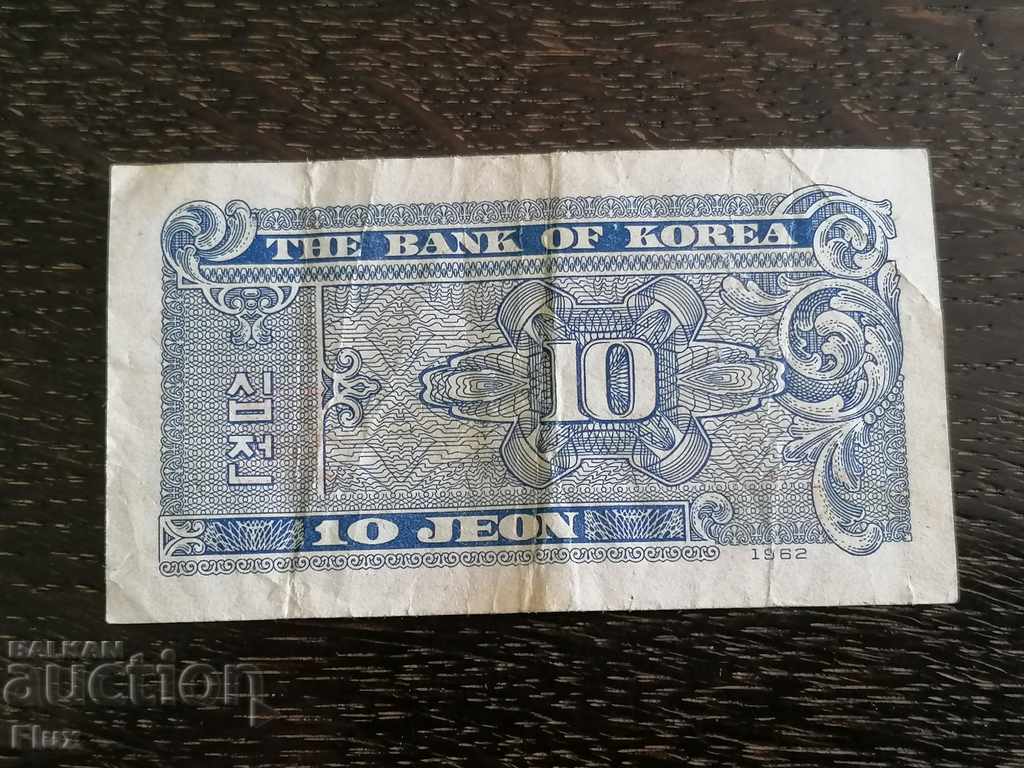 THE BANK OF KOREA
10
십전
10 JEON
1962
BALKAN
auction
Flux